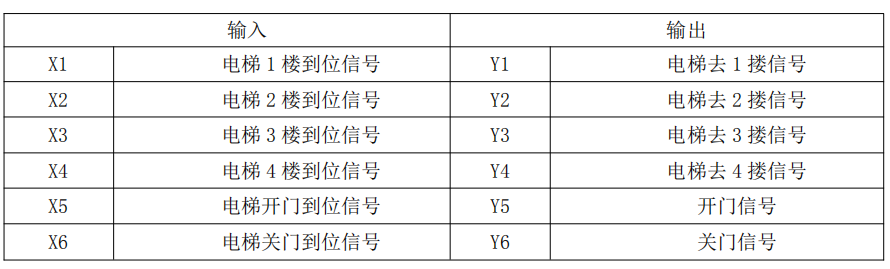 输入 输出
X1 电梯1楼到位信号 Y1 电梯去1搂信号
X2 电梯2楼到位信号 Y2 电梯去2搂信号
X3 电梯3楼到位信号 Y3 电梯去3搂信号
X4 电梯4楼到位信号 Y4 电梯去4搂信号
X5 电梯开门到位信号 Y5 开门信号
X6 电梯关门到位信号 Y6 关门信号